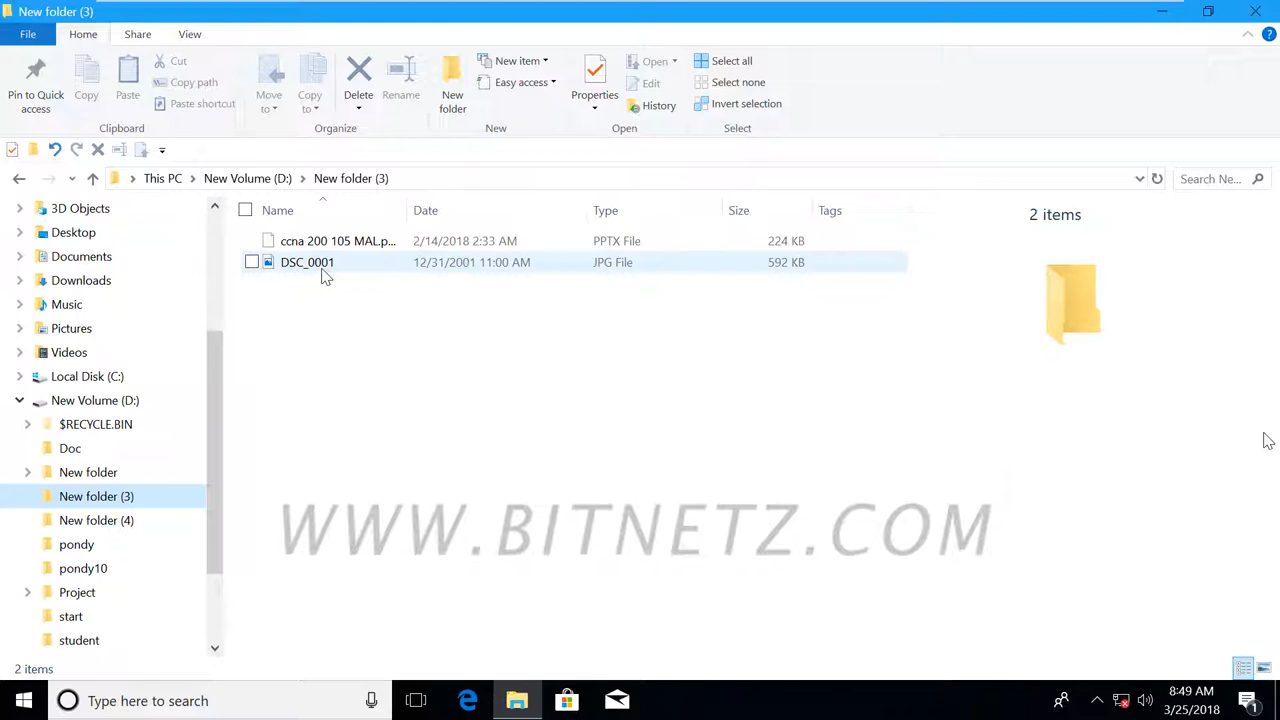 New folder (3)
File Home Share View
Pin to Quick access
Copy
Paste
Cut
Copy path
Paste shortcut
Clipboard
Move to
Copy to
Delete
Rename
Organize
New folder
New item
Easy access
New
Properties
Open
Edit
History
Open
Select all
Select none
Invert selection
Select
This PC > New Volume (D:) > New folder (3)
Search Ne...
Name Date Type Size Tags
ccna 200 105 MAL.p... 2/14/2018 2:33 AM PPTX File 224 KB
DSC_0001 12/31/2001 11:00 AM JPG File 592 KB
2 items
3D Objects
Desktop
Documents
Downloads
Music
Pictures
Videos
Local Disk (C:)
New Volume (D:)
$RECYCLE.BIN
Doc
New folder
New folder (3)
New folder (4)
pondy
pondy10
Project
start
student
WWW.BITNETZ.COM
2 items
Type here to search
8:49 AM
3/25/2018
1